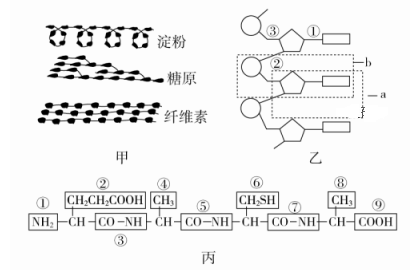 淀粉
糖原
纤维素
甲
③ ①
②
b
a
乙
② ④ ⑥ ⑧
CH₂CH₂COOH CH₃ CH₂SH CH₃
① ⑤ ⑦ ⑨
NH₂—CH—CO—NH—CH—CO—NH—CH—CO—NH—CH—COOH
③
丙